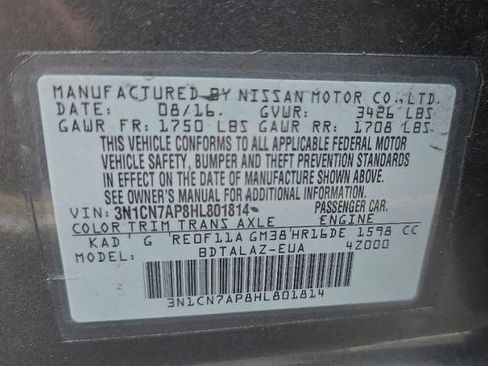 MANUFACTURED BY NISSAN MOTOR CO.,LTD.
DATE: 08/16 GVWR: 3426 LBS
GAWR FR: 1750 LBS GAWR RR: 1708 LBS
THIS VEHICLE CONFORMS TO ALL APPLICABLE FEDERAL MOTOR
VEHICLE SAFETY, BUMPER AND THEFT PREVENTION STANDARDS
IN EFFECT ON THE DATE OF MANUFACTURE SHOWN ABOVE.
SEE OWNER'S MANUAL FOR ADDITIONAL INFORMATION
VIN: 3N1CN7AP8HL801814 PASSENGER CAR
COLOR TRIM TRANS AXLE ENGINE
KAD G RE0F11A GM38 HR16DE 1598 CC
MODEL: BDTALAZ-EUA 4Z000
3N1CN7AP8HL801814